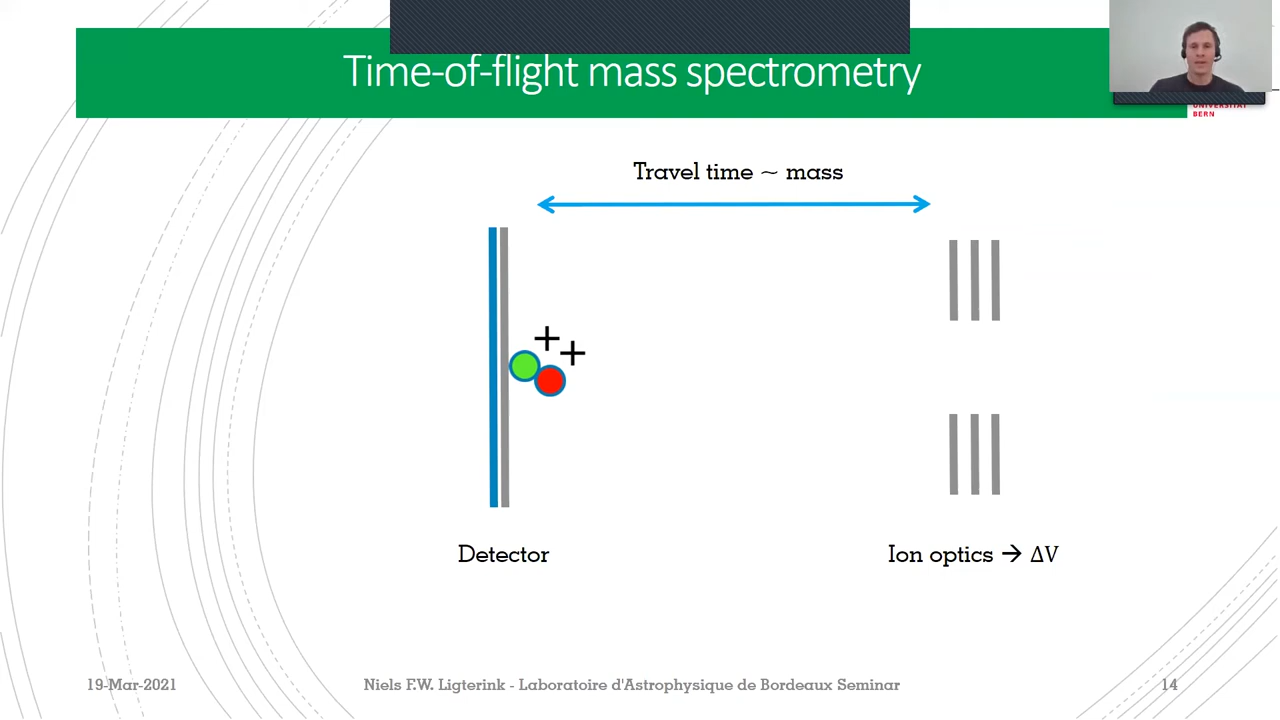 Time-of-flight mass spectrometry
UNIVERSITÄT
BERN
Travel time ~ mass
+
+
Detector
Ion optics → ΔV
19-Mar-2021
Niels F.W. Ligterink - Laboratoire d'Astrophysique de Bordeaux Seminar
14